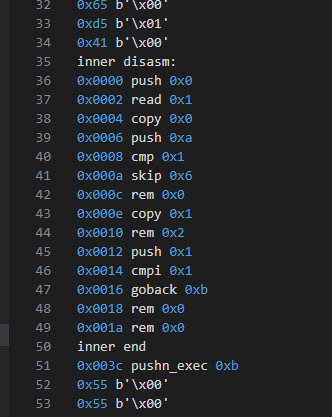 32 0x65 b'\x00'
33 0xd5 b'\x01'
34 0x41 b'\x00'
35 inner disasm:
36 0x0000 push 0x0
37 0x0002 read 0x1
38 0x0004 copy 0x0
39 0x0006 push 0xa
40 0x0008 cmp 0x1
41 0x000a skip 0x6
42 0x000c rem 0x0
43 0x000e copy 0x1
44 0x0010 rem 0x2
45 0x0012 push 0x1
46 0x0014 cmpi 0x1
47 0x0016 goback 0xb
48 0x0018 rem 0x0
49 0x001a rem 0x0
50 inner end
51 0x003c pushn_exec 0xb
52 0x55 b'\x00'
53 0x55 b'\x00'